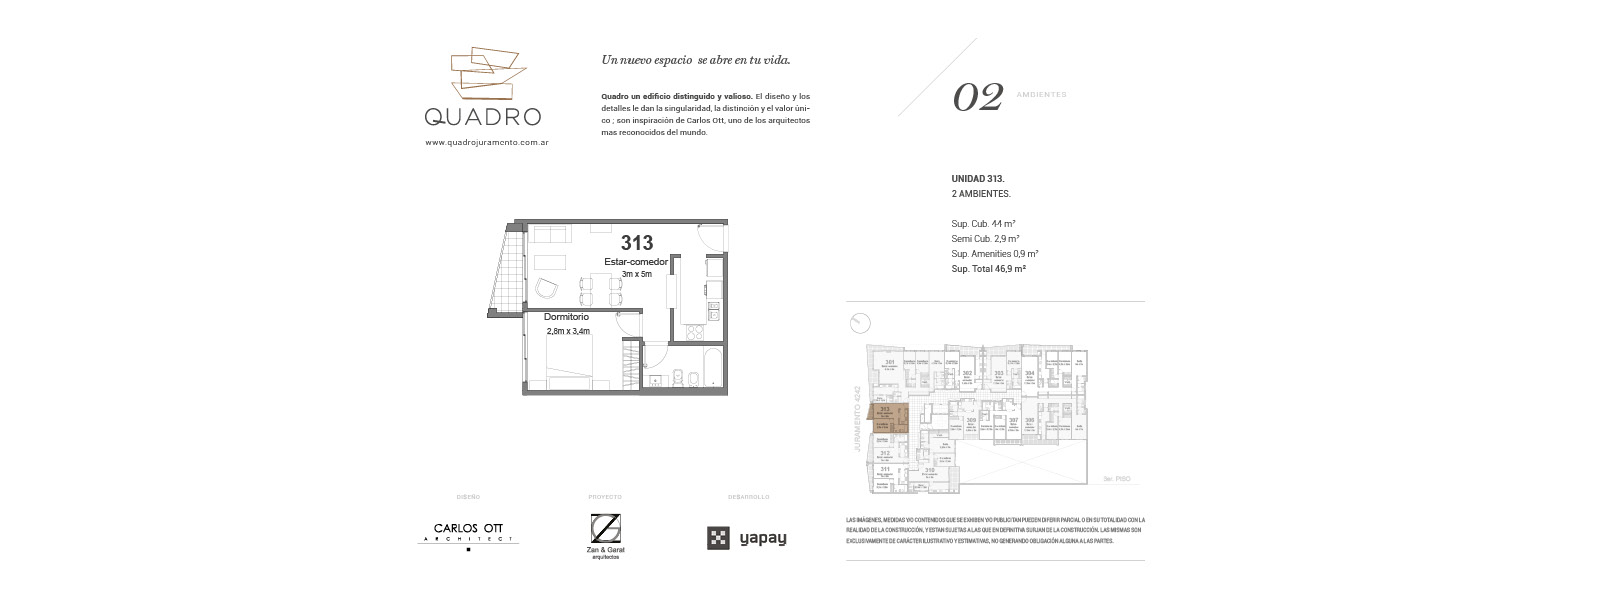 QUADRO
www.quadrojuramento.com.ar
Un nuevo espacio se abre en tu vida.
Quadro un edificio distinguido y valioso. El diseño y los
detalles le dan la singularidad, la distinción y el valor úni-
co ; son inspiración de Carlos Ott, uno de los arquitectos
mas reconocidos del mundo.
02 AMBIENTES
UNIDAD 313.
2 AMBIENTES.
Sup. Cub. 44 m²
Semi Cub. 2,9 m²
Sup. Amenities 0,9 m²
Sup. Total 46,9 m²
313
Estar-comedor
3m x 5m
Dormitorio
2,8m x 3,4m
301
302
303
304
313
309
307
312
311
310
JURAMENTO 4242
3er. PISO
DISEÑO
CARLOS OTT
ARCHITECT
PROYECTO
Zan & Garat
arquitectos
DESARROLLO
yapay
LAS IMÁGENES, MEDIDAS Y/O CONTENIDOS QUE SE EXHIBEN Y/O PUBLICITAN PUEDEN DIFERIR PARCIAL O EN SU TOTALIDAD CON LA
REALIDAD DE LA CONSTRUCCIÓN, Y ESTAN SUJETAS A LAS QUE EN DEFINITIVA SURJAN DE LA CONSTRUCCIÓN. LAS MISMAS SON
EXCLUSIVAMENTE DE CARÁCTER ILUSTRATIVO Y ESTIMATIVAS, NO GENERANDO OBLIGACIÓN ALGUNA A LAS PARTES.